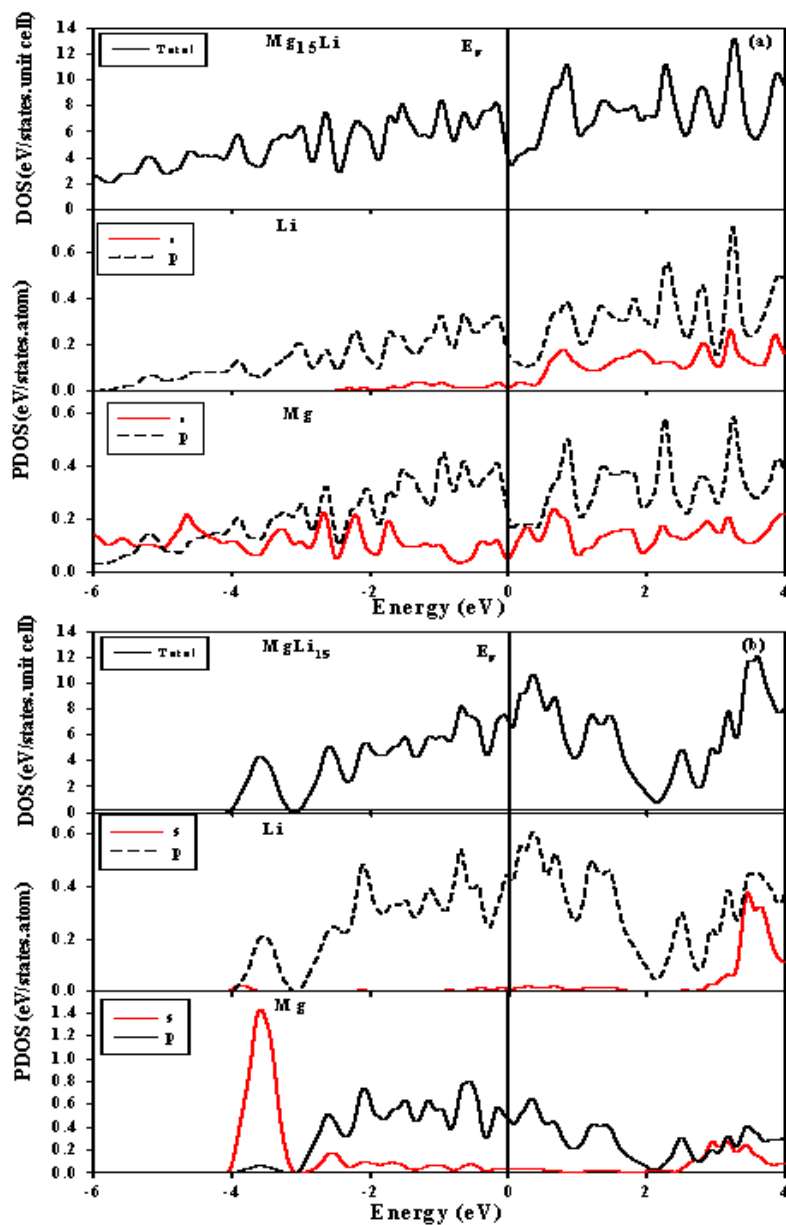 14
12
10
8
6
4
2
0
DOS(eV/states.unit cell)
Total
Mg15Li
EF
(a)
0.6
0.4
0.2
0.0
PDOS(eV/states.atom)
p
Li
0.6
0.4
0.2
0.0
p
Mg
-6 -4 -2 0 2 4
Energy (eV)
14
12
10
8
6
4
2
0
DOS(eV/states.unit cell)
Total
MgLi15
EF
(b)
0.6
0.4
0.2
0.0
PDOS(eV/states.atom)
s
p
Li
1.4
1.2
1.0
0.8
0.6
0.4
0.2
0.0
s
p
Mg
-6 -4 -2 0 2 4
Energy (eV)